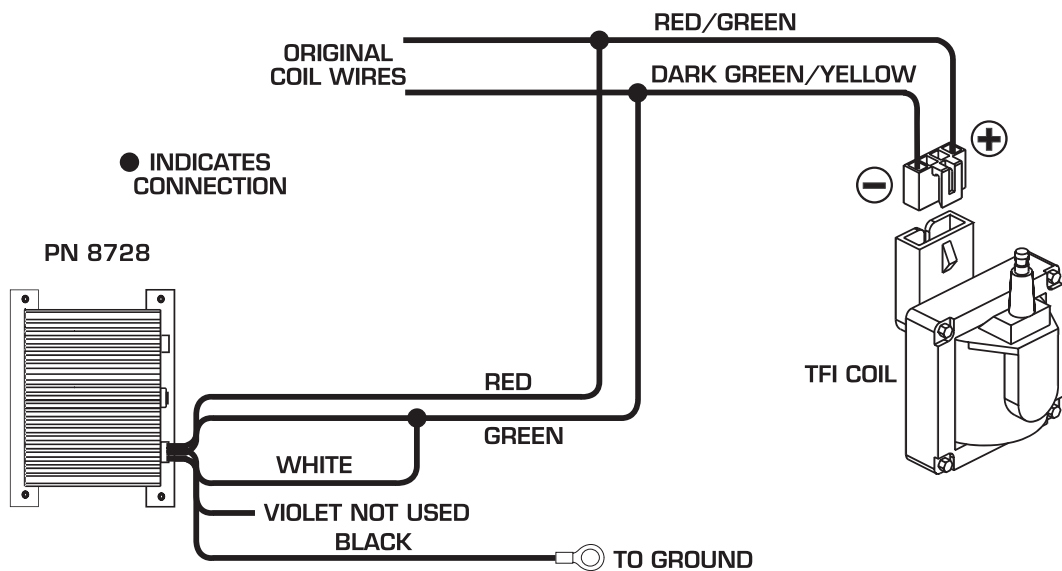 RED/GREEN
ORIGINAL
COIL WIRES
DARK GREEN/YELLOW
INDICATES
CONNECTION
PN 8728
TFI COIL
RED
GREEN
WHITE
VIOLET NOT USED
BLACK
TO GROUND